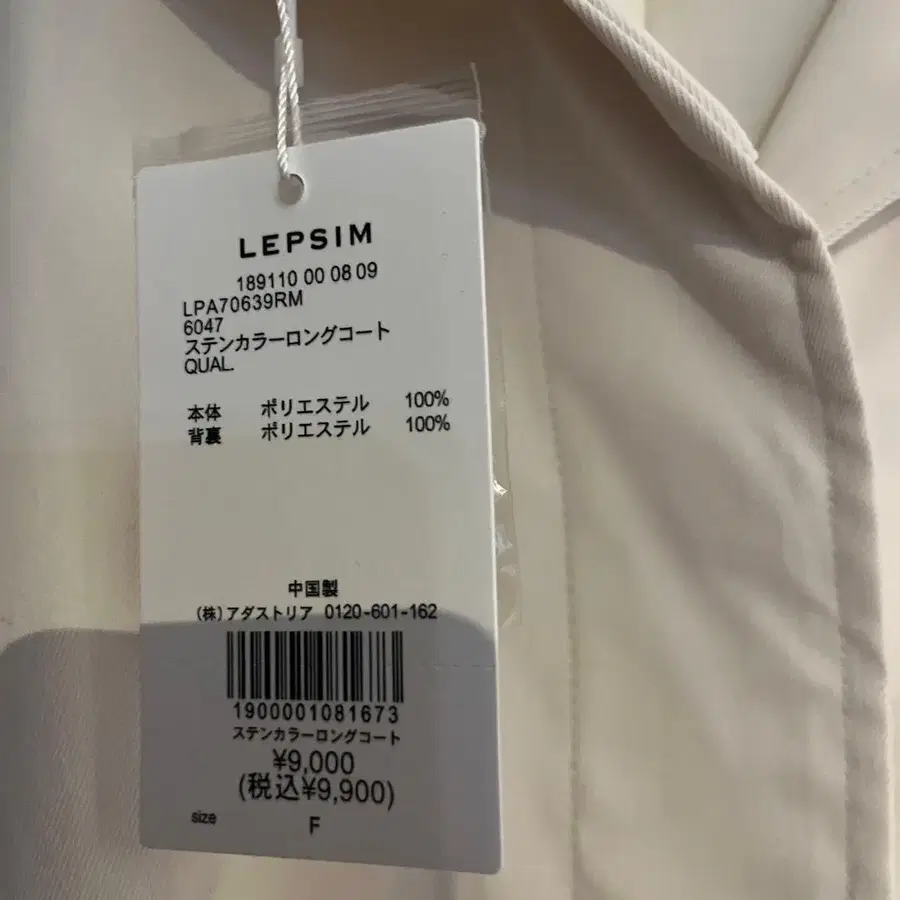 LEPSIM
189110 00 08 09
LPA70639RM
6047
ステンカラーロングコート
QUAL.
本体 ポリエステル 100%
背裏 ポリエステル 100%
中国製
(株)アダストリア 0120-601-162
1900001081673
ステンカラーロングコート
¥9,000
(税込¥9,900)
size F